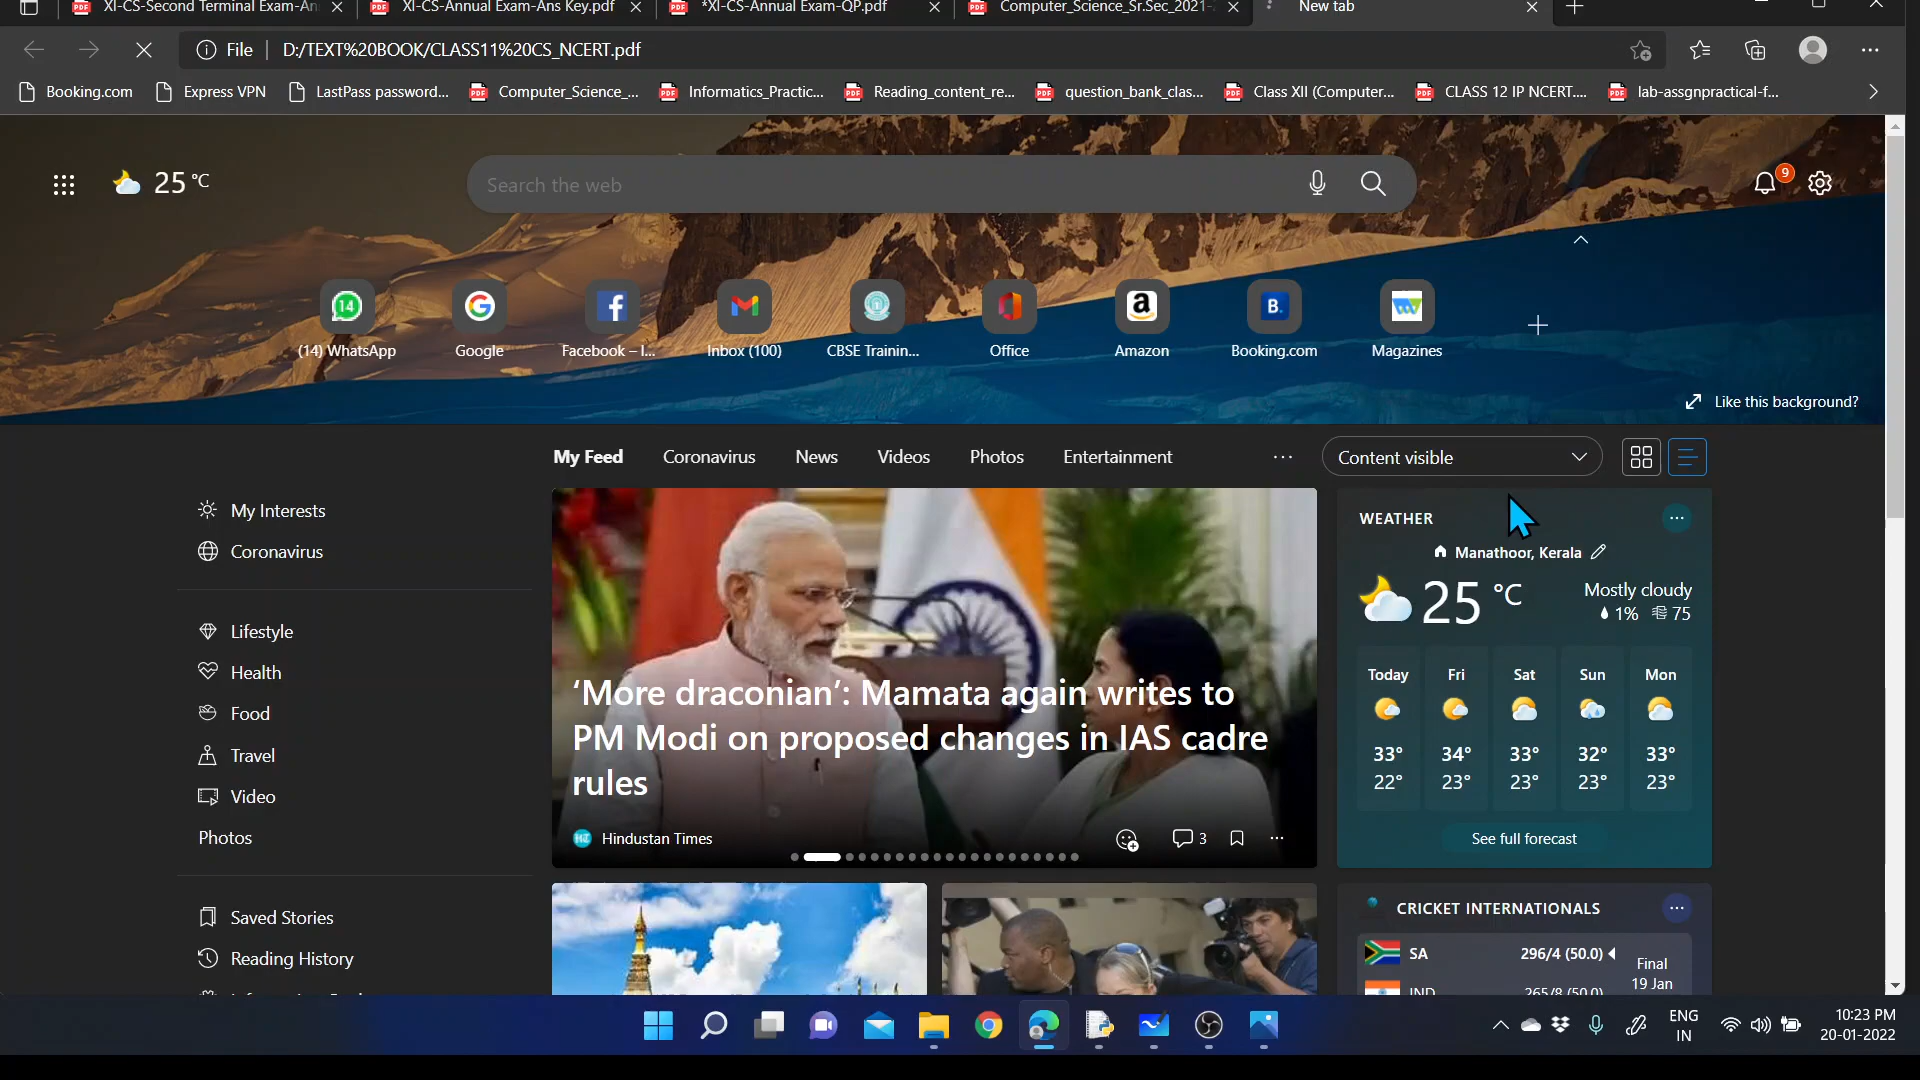 XI-CS-Second Terminal Exam-An
XI-CS-Annual Exam-Ans Key.pdf
*XI-CS-Annual Exam-QP.pdf
Computer_Science_Sr.Sec_2021-
New tab
File
D:/TEXT%20BOOK/CLASS11%20CS_NCERT.pdf
Booking.com
Express VPN
LastPass password...
Computer_Science_...
Informatics_Practic...
Reading_content_re...
question_bank_clas...
Class XII (Computer...
CLASS 12 IP NCERT....
lab-assgnpractical-f...
25 °C
Search the web
9
14
(14) WhatsApp
Google
Facebook – l...
Inbox (100)
CBSE Trainin...
Office
Amazon
B.
Booking.com
Magazines
Like this background?
My Feed
Coronavirus
News
Videos
Photos
Entertainment
Content visible
My Interests
Coronavirus
Lifestyle
Health
Food
Travel
Video
Photos
Saved Stories
Reading History
‘More draconian’: Mamata again writes to
PM Modi on proposed changes in IAS cadre
rules
HT
Hindustan Times
3
WEATHER
Manathoor, Kerala
25 °C
Mostly cloudy
1% 75
Today Fri Sat Sun Mon
33° 34° 33° 32° 33°
22° 23° 23° 23° 23°
See full forecast
CRICKET INTERNATIONALS
SA 296/4 (50.0)
Final
19 Jan
IND 265/8 (50.0)
ENG
IN
10:23 PM
20-01-2022